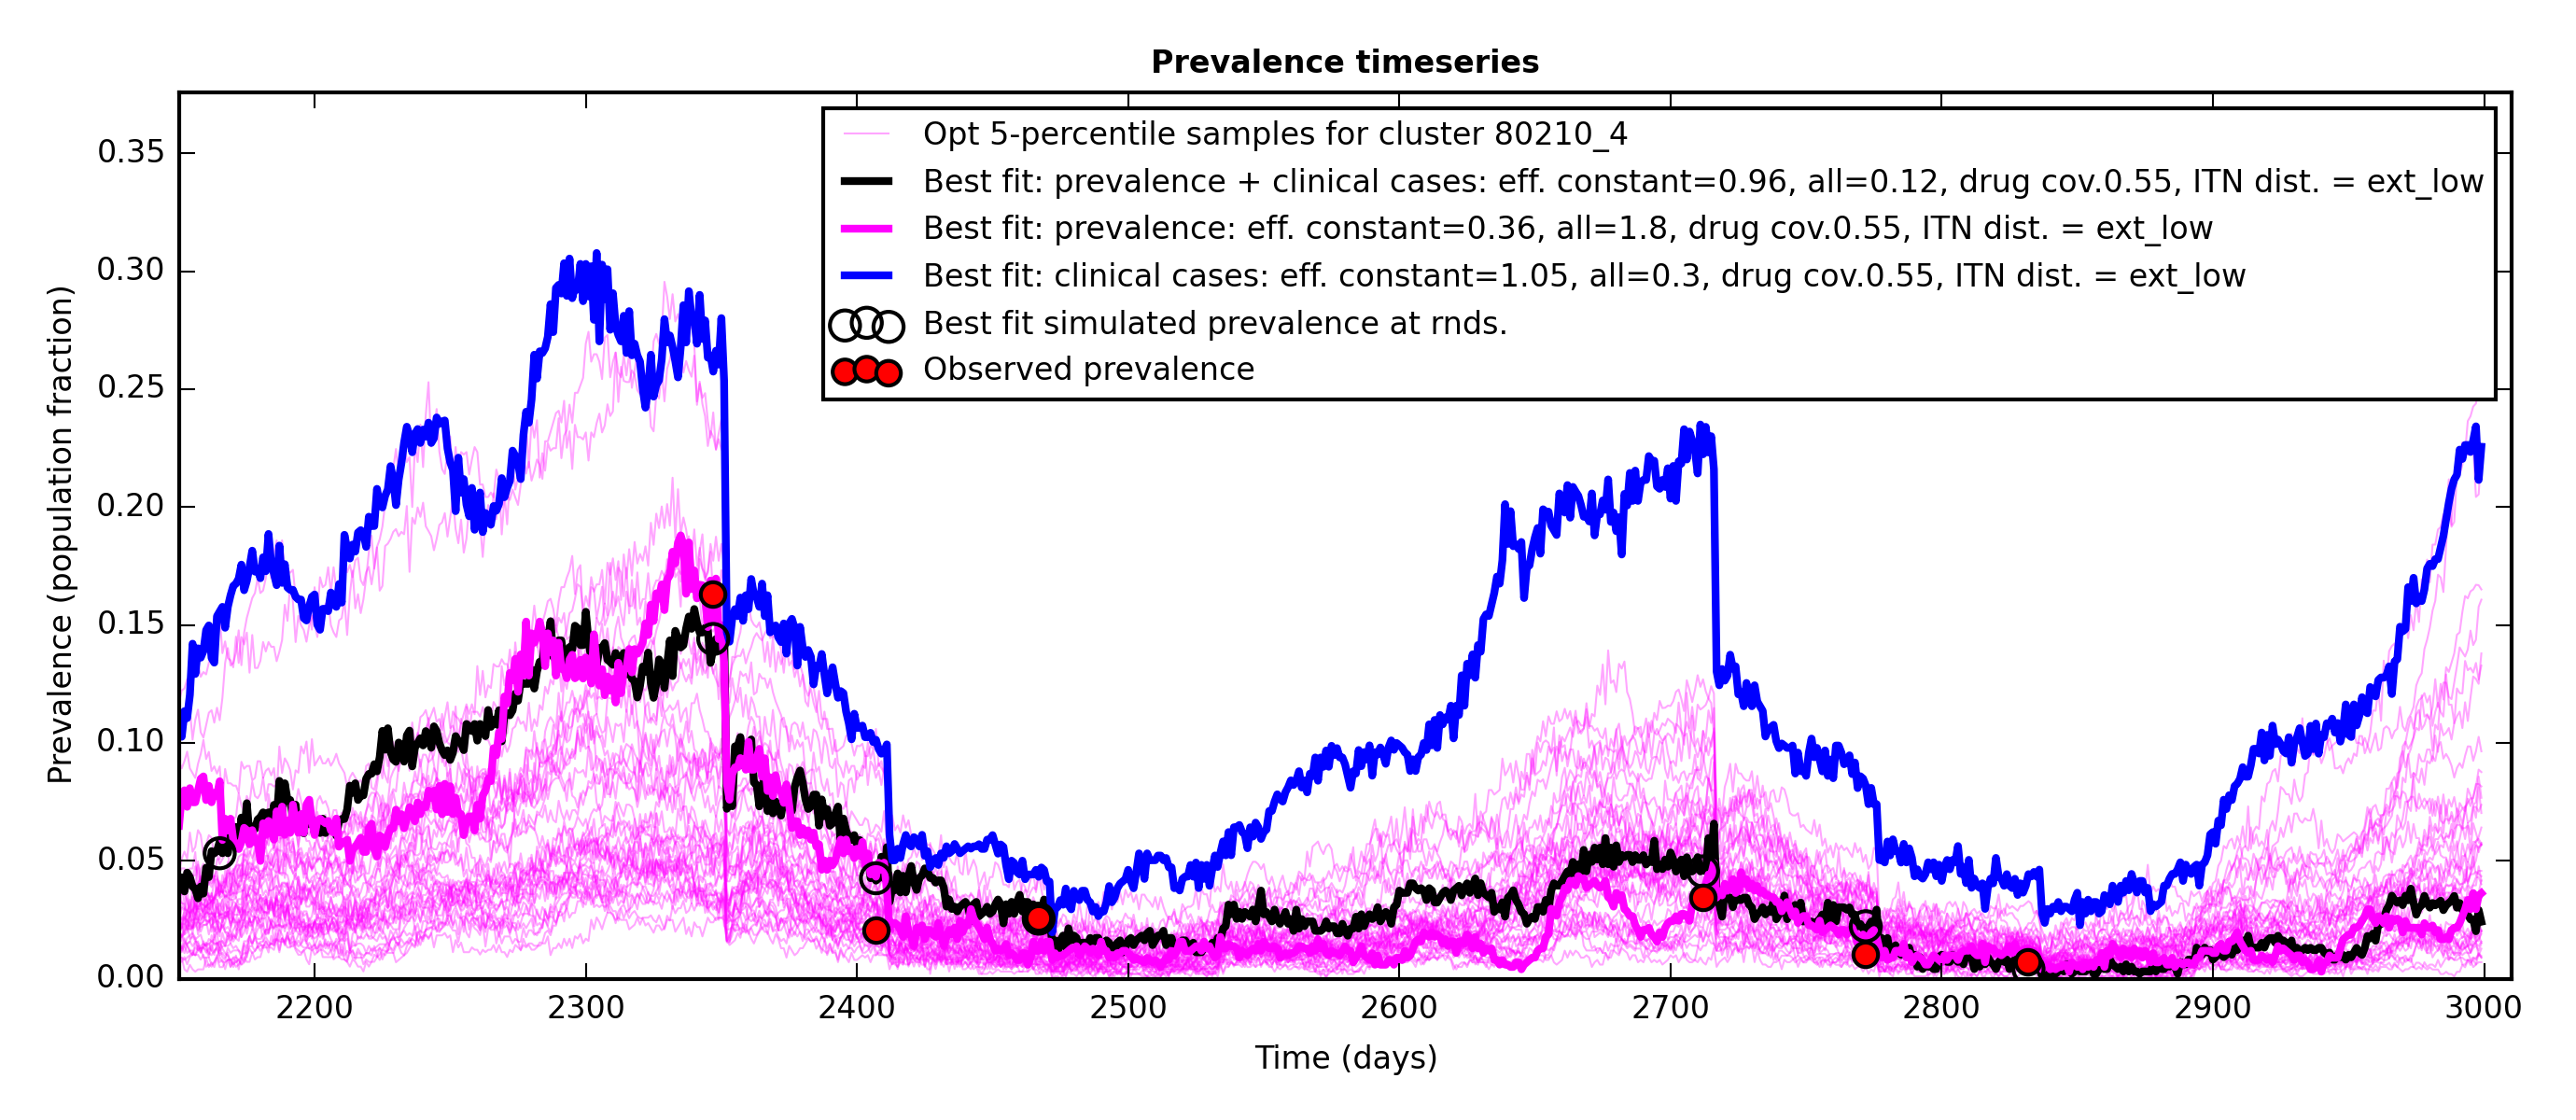 Prevalence timeseries
Opt 5-percentile samples for cluster 80210_4
Best fit: prevalence + clinical cases: eff. constant=0.96, all=0.12, drug cov.0.55, ITN dist. = ext_low
Best fit: prevalence: eff. constant=0.36, all=1.8, drug cov.0.55, ITN dist. = ext_low
Best fit: clinical cases: eff. constant=1.05, all=0.3, drug cov.0.55, ITN dist. = ext_low
Best fit simulated prevalence at rnds.
Observed prevalence
Prevalence (population fraction)
0.35
0.30
0.25
0.20
0.15
0.10
0.05
0.00
2200 2300 2400 2500 2600 2700 2800 2900 3000
Time (days)